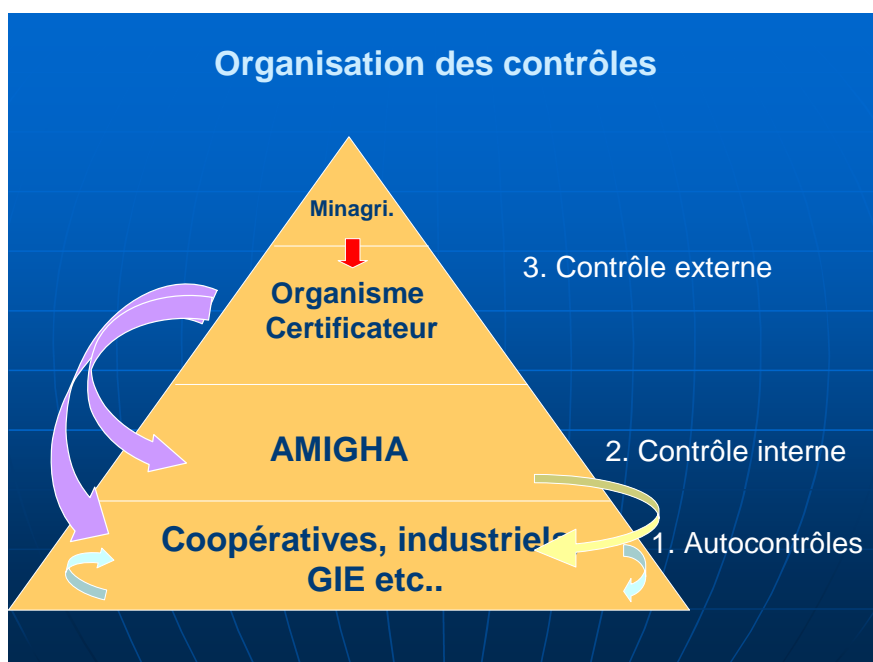 Organisation des contrôles
Minagri.
3. Contrôle externe
Organisme
Certificateur
AMIGHA
2. Contrôle interne
Coopératives, industriels,
GIE etc..
1. Autocontrôles